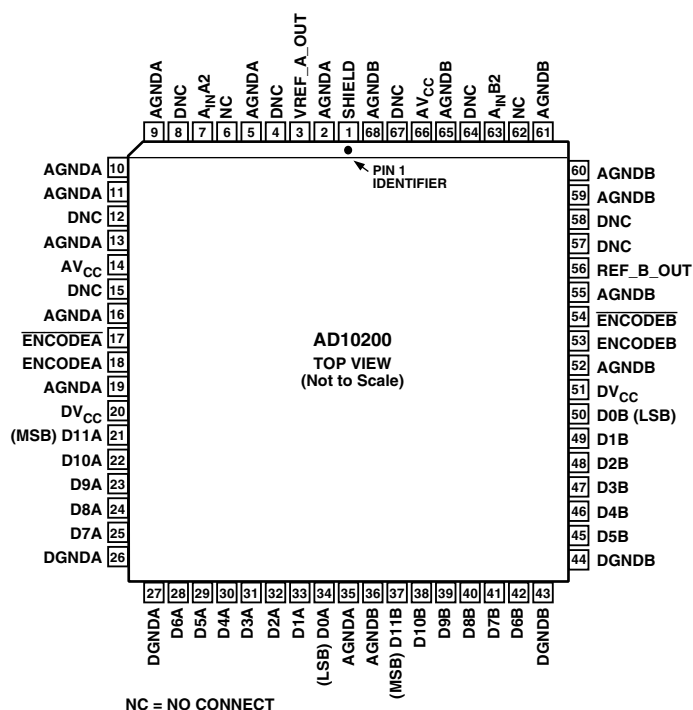 AGNDA
DNC
AINA2
NC
AGNDA
DNC
VREF_A_OUT
AGNDA
SHIELD
AGNDB
DNC
AVCC
AGNDB
DNC
AINB2
NC
AGNDB
9 8 7 6 5 4 3 2 1 68 67 66 65 64 63 62 61
PIN 1
IDENTIFIER
AGNDA 10
AGNDA 11
DNC 12
AGNDA 13
AVCC 14
DNC 15
AGNDA 16
ENCODEA 17
ENCODEA 18
AGNDA 19
DVCC 20
(MSB) D11A 21
D10A 22
D9A 23
D8A 24
D7A 25
DGNDA 26
AD10200
TOP VIEW
(Not to Scale)
60 AGNDB
59 AGNDB
58 DNC
57 DNC
56 REF_B_OUT
55 AGNDB
54 ENCODEB
53 ENCODEB
52 AGNDB
51 DVCC
50 D0B (LSB)
49 D1B
48 D2B
47 D3B
46 D4B
45 D5B
44 DGNDB
27 28 29 30 31 32 33 34 35 36 37 38 39 40 41 42 43
DGNDA
D6A
D5A
D4A
D3A
D2A
D1A
(LSB) D0A
AGNDA
AGNDB
(MSB) D11B
D10B
D9B
D8B
D7B
D6B
DGNDB
NC = NO CONNECT